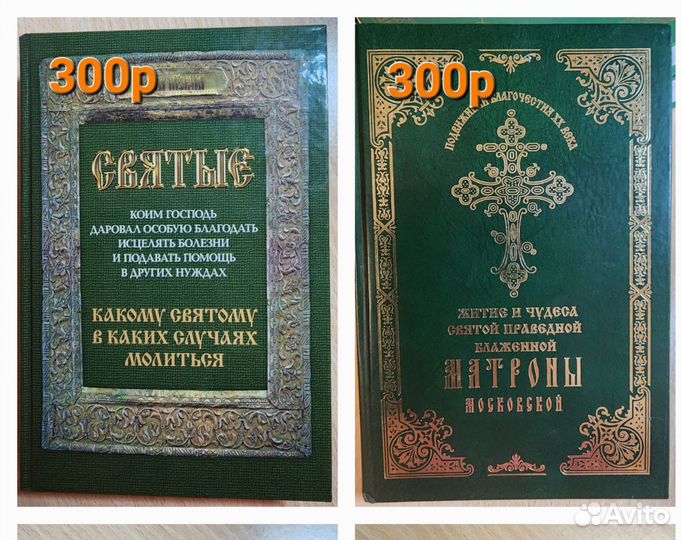 300р
СВЯТЫЕ
КОИМ ГОСПОДЬ
ДАРОВАЛ ОСОБУЮ БЛАГОДАТЬ
ИСЦЕЛЯТЬ БОЛЕЗНИ
И ПОДАВАТЬ ПОМОЩЬ
В ДРУГИХ НУЖДАХ
КАКОМУ СВЯТОМУ
В КАКИХ СЛУЧАЯХ
МОЛИТЬСЯ
300р
БЛАГОЧЕСТИЯ XX ВЕКА
ЖИТИЕ И ЧУДЕСА
СВЯТОЙ ПРАВЕДНОЙ
БЛАЖЕННОЙ
МАТРОНЫ
МОСКОВСКОЙ
Avito